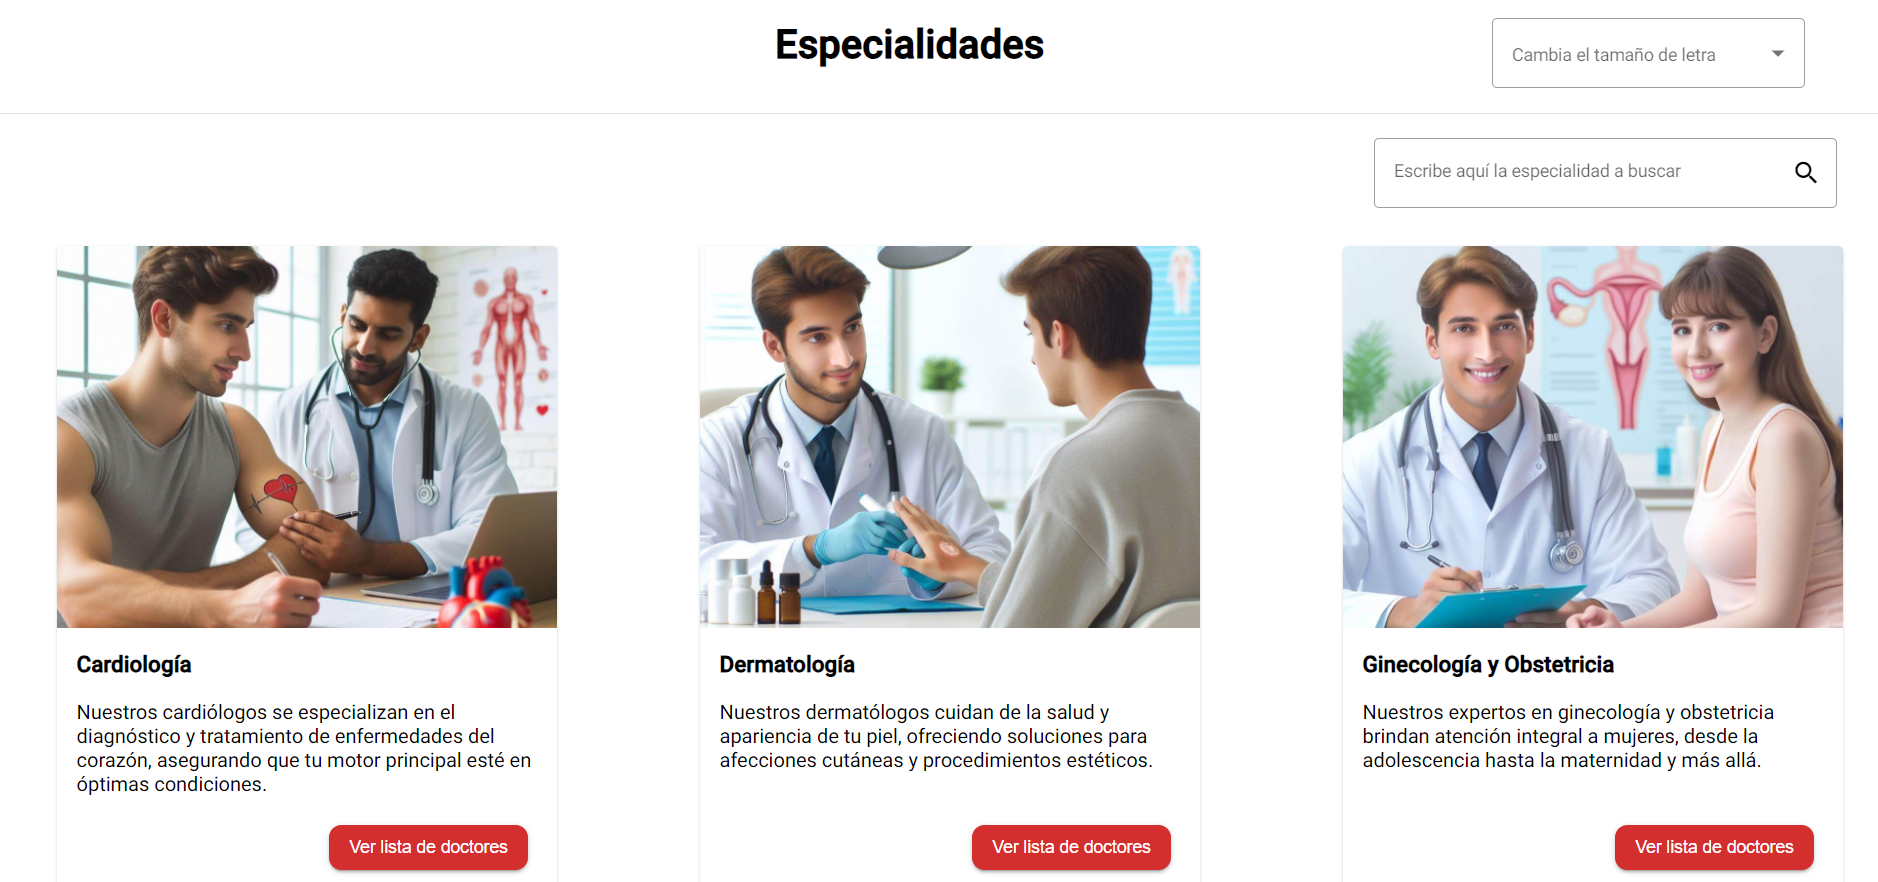 Especialidades
Cambia el tamaño de letra
Escribe aquí la especialidad a buscar
Cardiología
Nuestros cardiólogos se especializan en el
diagnóstico y tratamiento de enfermedades del
corazón, asegurando que tu motor principal esté en
óptimas condiciones.
Ver lista de doctores
Dermatología
Nuestros dermatólogos cuidan de la salud y
apariencia de tu piel, ofreciendo soluciones para
afecciones cutáneas y procedimientos estéticos.
Ver lista de doctores
Ginecología y Obstetricia
Nuestros expertos en ginecología y obstetricia
brindan atención integral a mujeres, desde la
adolescencia hasta la maternidad y más allá.
Ver lista de doctores